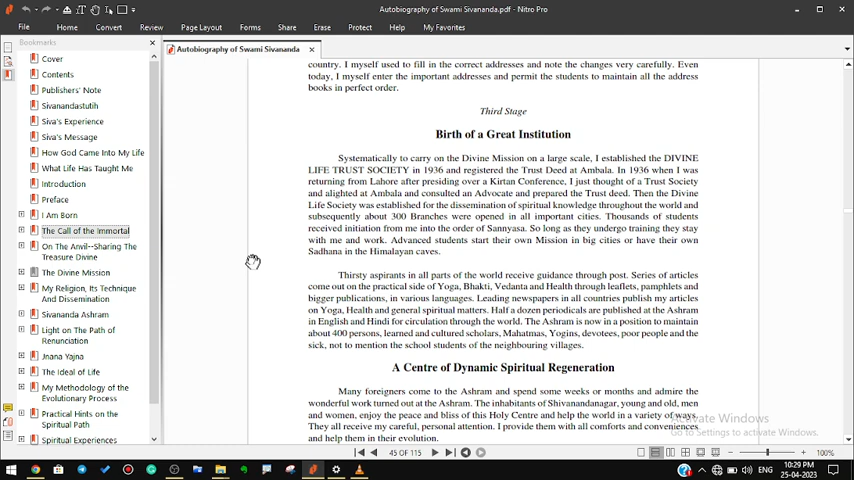 Autobiography of Swami Sivananda.pdf - Nitro Pro
File Home Convert Review Page Layout Forms Share Erase Protect Help My Favorites
Bookmarks
Autobiography of Swami Sivananda
Cover
Contents
Publishers' Note
Sivanandastutih
Siva's Experience
Siva's Message
How God Came Into My Life
What Life Has Taught Me
Introduction
Preface
I Am Born
The Call of the Immortal
On The Anvil--Sharing The
Treasure Divine
The Divine Mission
My Religion, Its Technique
And Dissemination
Sivananda Ashram
Light on The Path of
Renunciation
Jnana Yajna
The Ideal of Life
My Methodology of the
Evolutionary Process
Practical Hints on the
Spiritual Path
Spiritual Experiences
country. I myself used to fill in the correct addresses and note the changes very carefully. Even
today, I myself enter the important addresses and permit the students to maintain all the address
books in perfect order.
Third Stage
Birth of a Great Institution
Systematically to carry on the Divine Mission on a large scale, I established the DIVINE
LIFE TRUST SOCIETY in 1936 and registered the Trust Deed at Ambala. In 1936 when I was
returning from Lahore after presiding over a Kirtan Conference, I just thought of a Trust Society
and alighted at Ambala and consulted an Advocate and prepared the Trust deed. Then the Divine
Life Society was established for the dissemination of spiritual knowledge throughout the world and
subsequently about 300 Branches were opened in all important cities. Thousands of students
received initiation from me into the order of Sannyasa. So long as they undergo training they stay
with me and work. Advanced students start their own Mission in big cities or have their own
Sadhana in the Himalayan caves.
Thirsty aspirants in all parts of the world receive guidance through post. Series of articles
come out on the practical side of Yoga, Bhakti, Vedanta and Health through leaflets, pamphlets and
bigger publications, in various languages. Leading newspapers in all countries publish my articles
on Yoga, Health and general spiritual matters. Half a dozen periodicals are published at the Ashram
in English and Hindi for circulation through the world. The Ashram is now in a position to maintain
about 400 persons, learned and cultured scholars, Mahatmas, Yogins, devotees, poor people and the
sick, not to mention the school students of the neighbouring villages.
A Centre of Dynamic Spiritual Regeneration
Many foreigners come to the Ashram and spend some weeks or months and admire the
wonderful work turned out at the Ashram. The inhabitants of Shivanandanagar, young and old, men
and women, enjoy the peace and bliss of this Holy Centre and help the world in a variety of ways.
They all receive my careful, personal attention. I provide them with all comforts and conveniences
and help them in their evolution.
Activate Windows
Go to Settings to activate Windows.
45 OF 115
100%
ENG
10:29 PM
25-04-2023